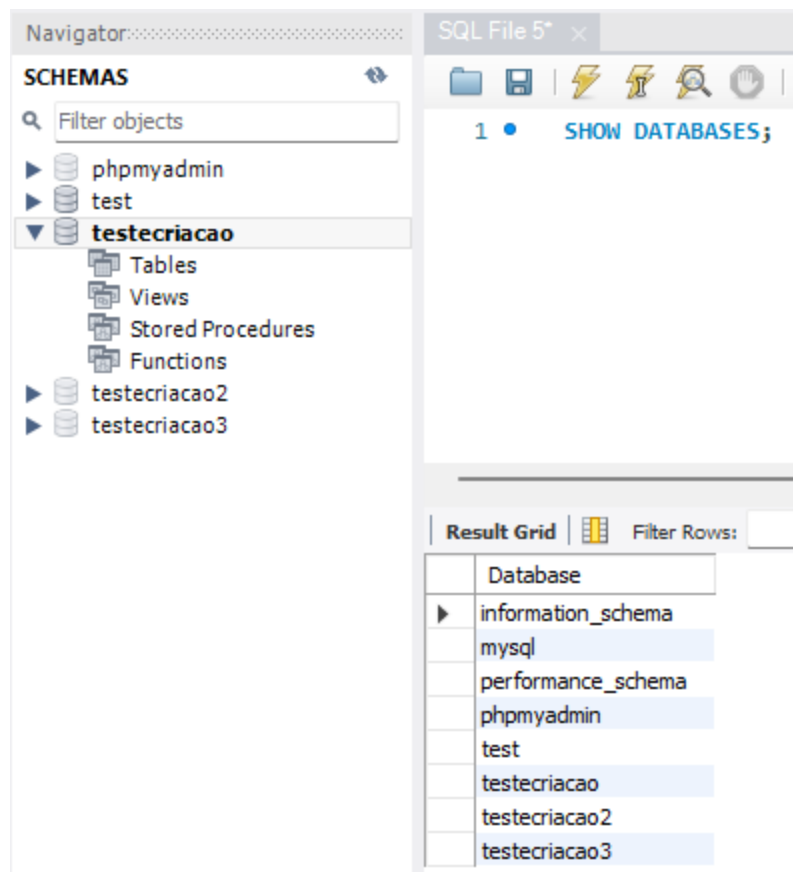 Navigator
SCHEMAS
Filter objects
phpmyadmin
test
testecriacao
Tables
Views
Stored Procedures
Functions
testecriacao2
testecriacao3
SQL File 5*
1
SHOW DATABASES;
Result Grid
Filter Rows:
Database
information_schema
mysql
performance_schema
phpmyadmin
test
testecriacao
testecriacao2
testecriacao3